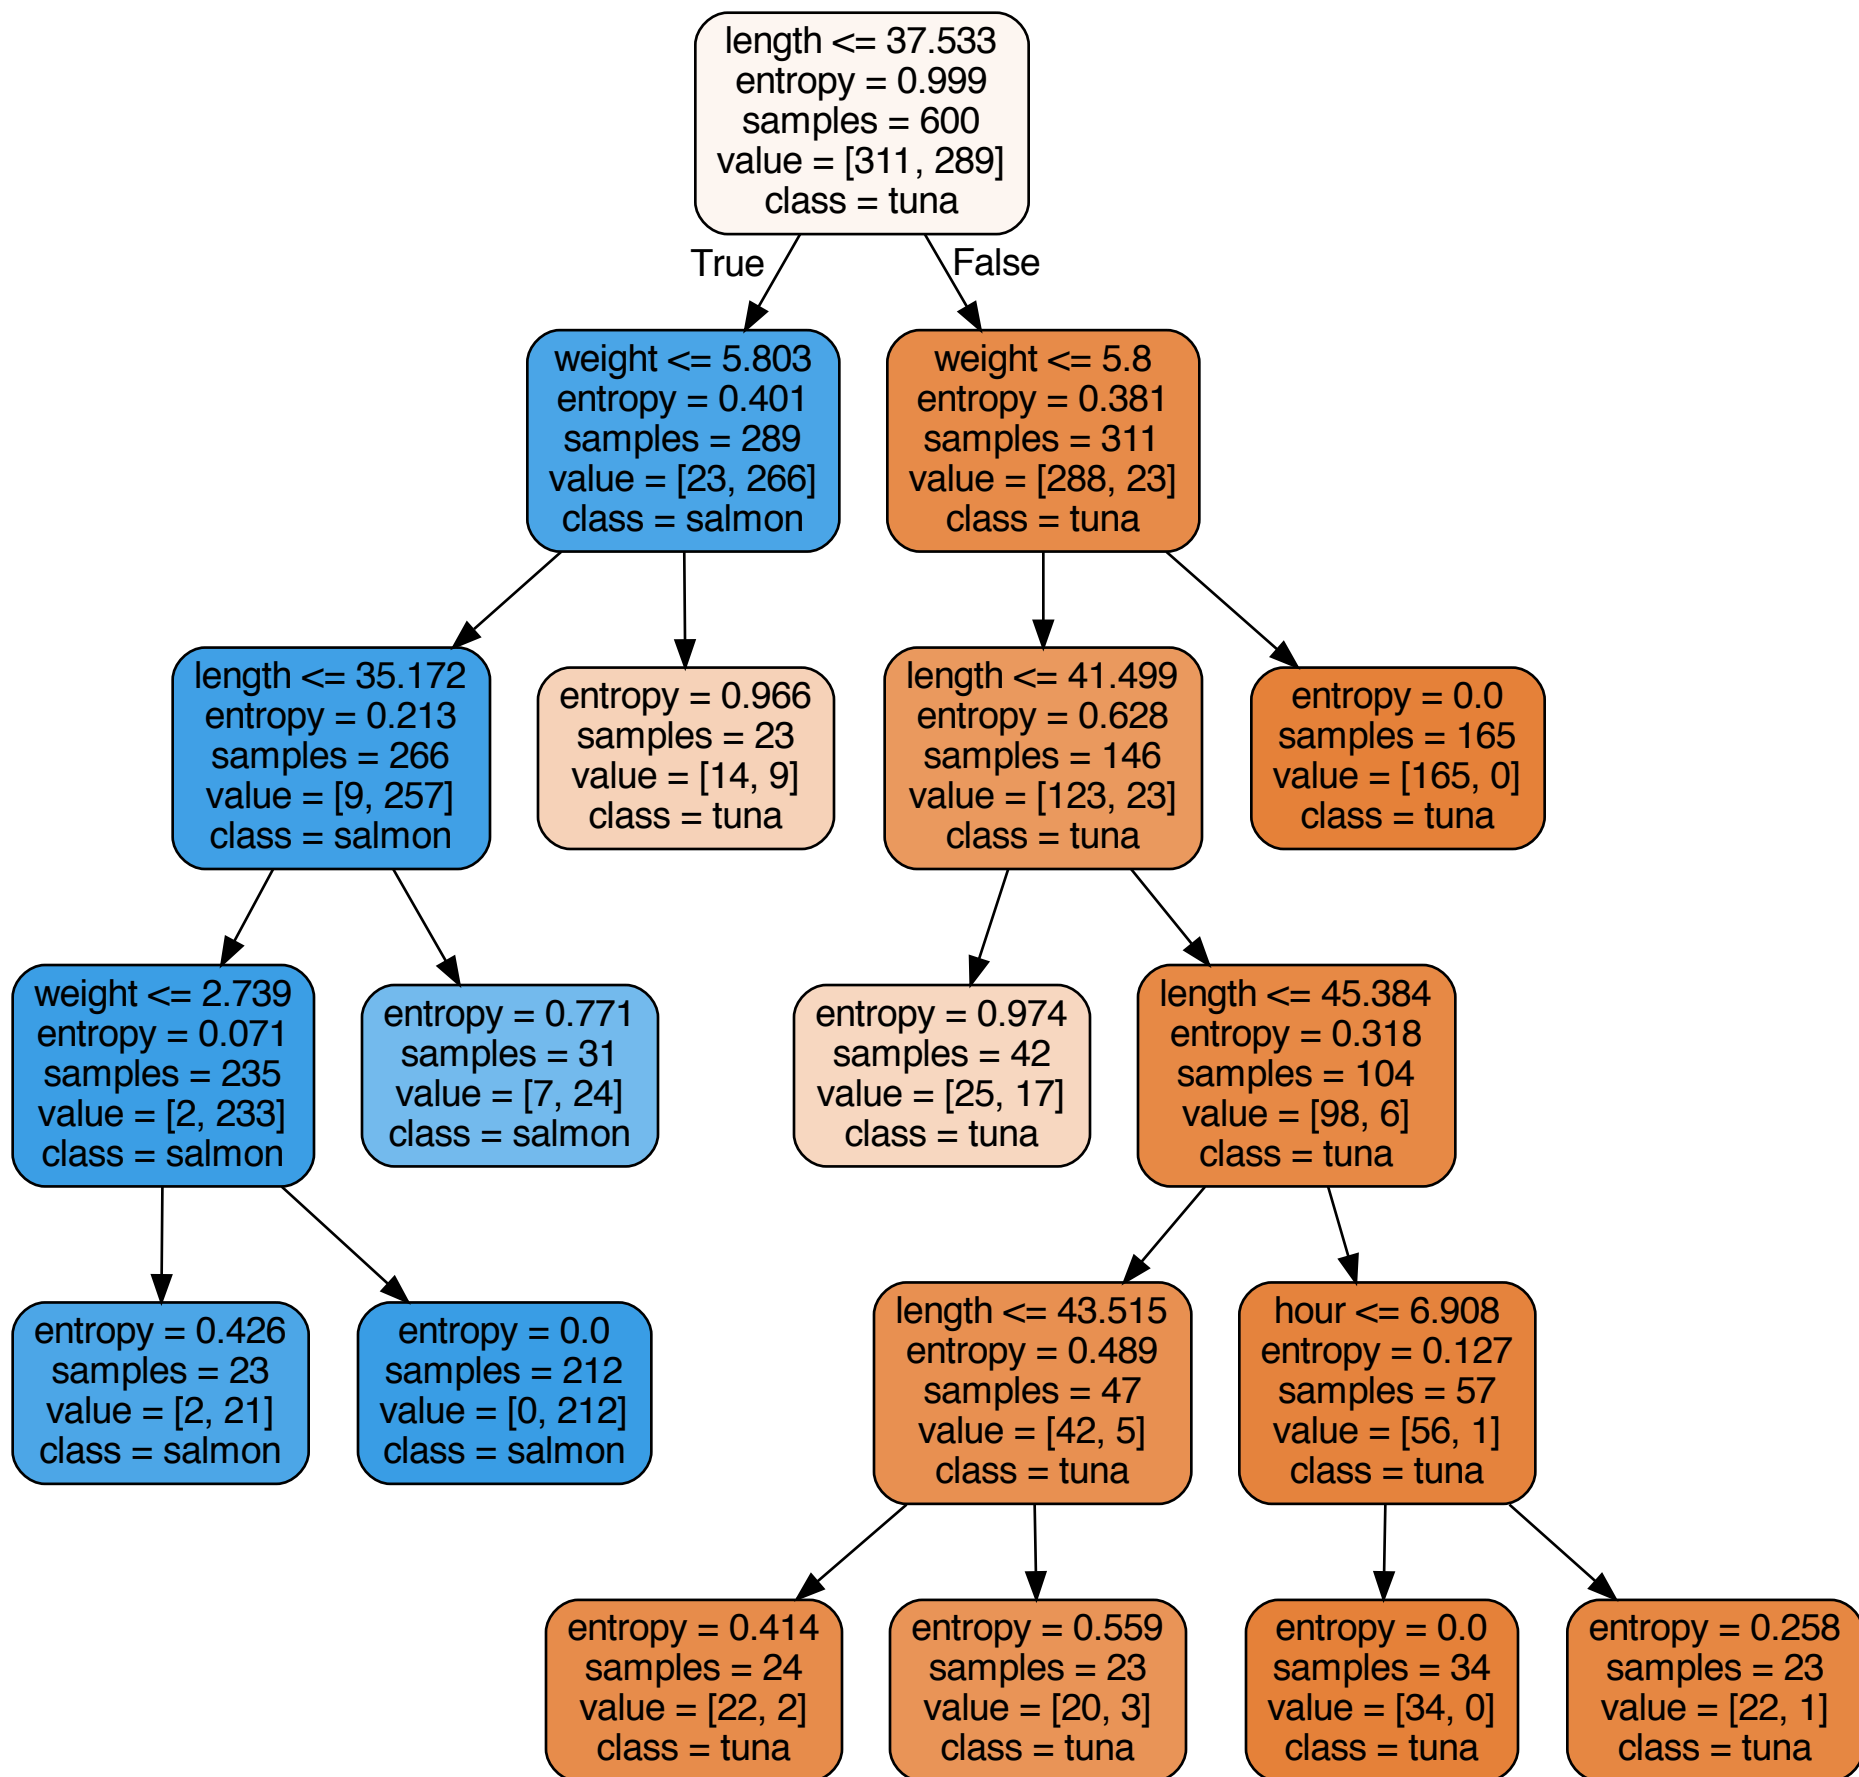 length <= 37.533
entropy = 0.999
samples = 600
value = [311, 289]
class = tuna
True
False
weight <= 5.803
entropy = 0.401
samples = 289
value = [23, 266]
class = salmon
weight <= 5.8
entropy = 0.381
samples = 311
value = [288, 23]
class = tuna
length <= 35.172
entropy = 0.213
samples = 266
value = [9, 257]
class = salmon
entropy = 0.966
samples = 23
value = [14, 9]
class = tuna
length <= 41.499
entropy = 0.628
samples = 146
value = [123, 23]
class = tuna
entropy = 0.0
samples = 165
value = [165, 0]
class = tuna
weight <= 2.739
entropy = 0.071
samples = 235
value = [2, 233]
class = salmon
entropy = 0.771
samples = 31
value = [7, 24]
class = salmon
entropy = 0.974
samples = 42
value = [25, 17]
class = tuna
length <= 45.384
entropy = 0.318
samples = 104
value = [98, 6]
class = tuna
entropy = 0.426
samples = 23
value = [2, 21]
class = salmon
entropy = 0.0
samples = 212
value = [0, 212]
class = salmon
length <= 43.515
entropy = 0.489
samples = 47
value = [42, 5]
class = tuna
hour <= 6.908
entropy = 0.127
samples = 57
value = [56, 1]
class = tuna
entropy = 0.414
samples = 24
value = [22, 2]
class = tuna
entropy = 0.559
samples = 23
value = [20, 3]
class = tuna
entropy = 0.0
samples = 34
value = [34, 0]
class = tuna
entropy = 0.258
samples = 23
value = [22, 1]
class = tuna